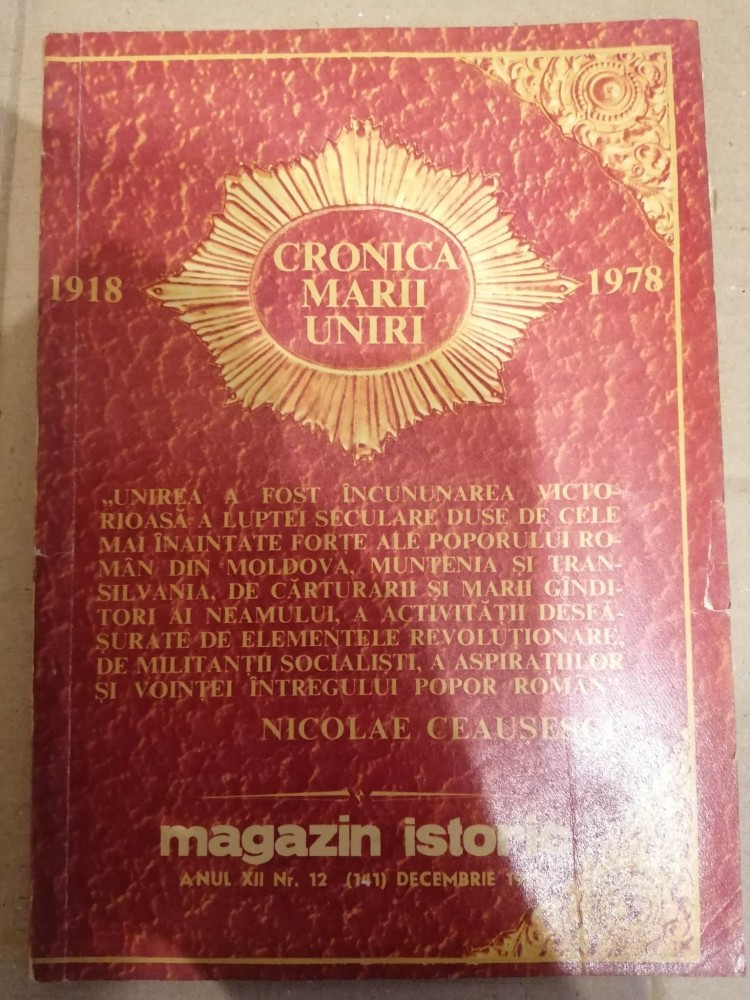 CRONICA
MARII
UNIRI
1918
1978
„UNIREA A FOST ÎNCUNUNAREA VICTO-
RIOASĂ A LUPTEI SECULARE DUSE DE CELE
MAI ÎNAINTATE FORȚE ALE POPORULUI RO-
MÂN DIN MOLDOVA, MUNTENIA ȘI TRAN-
SILVANIA, DE CĂRTURARII ȘI MARII GÎNDI-
TORI AI NEAMULUI, A ACTIVITĂȚII DESFĂ-
ȘURATE DE ELEMENTELE REVOLUȚIONARE,
DE MILITANȚII SOCIALIȘTI, A ASPIRAȚIILOR
ȘI VOINȚEI ÎNTREGULUI POPOR ROMÂN”.
NICOLAE CEAUȘESCU
magazin istoric
ANUL XII Nr. 12 (141) DECEMBRIE